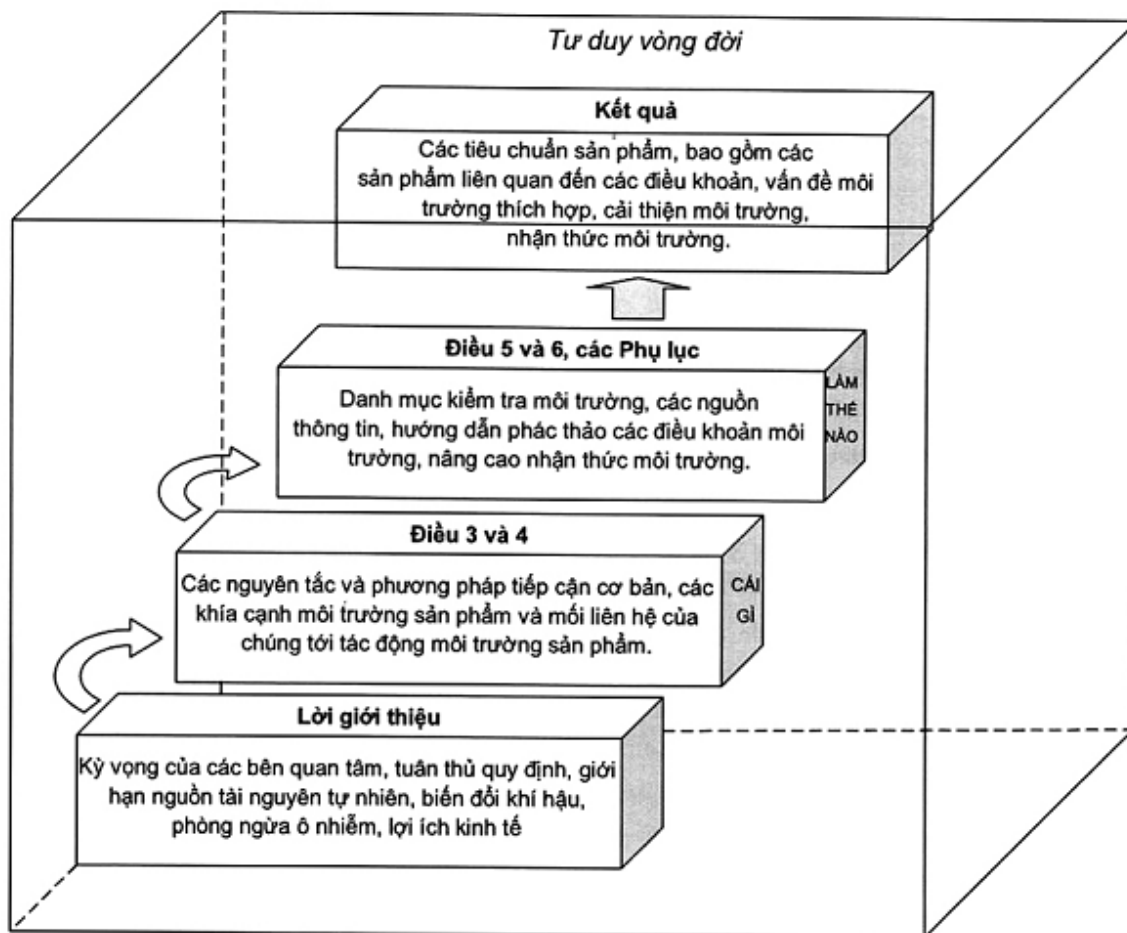 Tư duy vòng đời
Kết quả
Các tiêu chuẩn sản phẩm, bao gồm các
sản phẩm liên quan đến các điều khoản, vấn đề môi
trường thích hợp, cải thiện môi trường,
nhận thức môi trường.
Điều 5 và 6, các Phụ lục
Danh mục kiểm tra môi trường, các nguồn
thông tin, hướng dẫn phác thảo các điều khoản môi
trường, nâng cao nhận thức môi trường.
LÀM
THẾ
NÀO
Điều 3 và 4
Các nguyên tắc và phương pháp tiếp cận cơ bản, các
khía cạnh môi trường sản phẩm và mối liên hệ của
chúng tới tác động môi trường sản phẩm.
CÁI
GÌ
Lời giới thiệu
Kỳ vọng của các bên quan tâm, tuân thủ quy định, giới
hạn nguồn tài nguyên tự nhiên, biến đổi khí hậu,
phòng ngừa ô nhiễm, lợi ích kinh tế